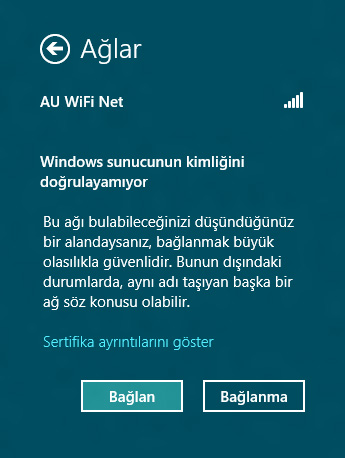 Ağlar
AU WiFi Net
Windows sunucunun kimliğini
doğrulayamıyor
Bu ağı bulabileceğinizi düşündüğünüz
bir alandaysanız, bağlanmak büyük
olasılıkla güvenlidir. Bunun dışındaki
durumlarda, aynı adı taşıyan başka bir
ağ söz konusu olabilir.
Sertifika ayrıntılarını göster
Bağlan
Bağlanma